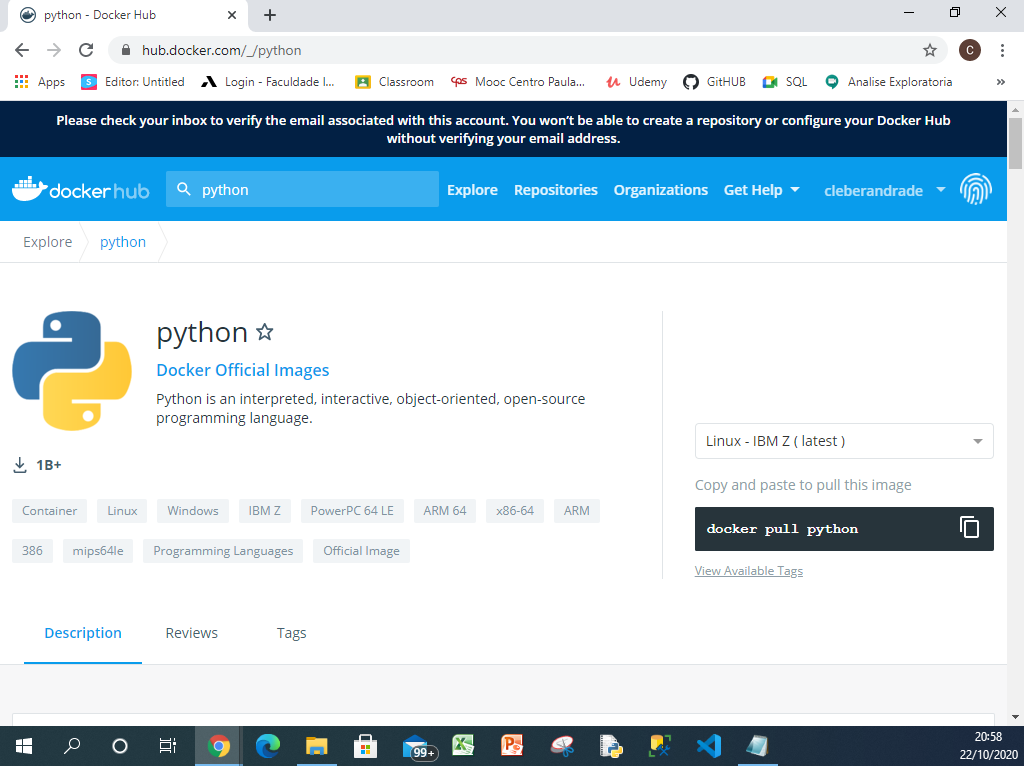 python - Docker Hub
hub.docker.com/_/python
C
Apps
Editor: Untitled
Login - Faculdade I...
Classroom
cps
Mooc Centro Paula...
Udemy
GitHUB
SQL
Analise Exploratoria
»
Please check your inbox to verify the email associated with this account. You won't be able to create a repository or configure your Docker Hub
without verifying your email address.
dockerhub
python
Explore
Repositories
Organizations
Get Help
cleberandrade
Explore
python
python
Docker Official Images
Python is an interpreted, interactive, object-oriented, open-source
programming language.
1B+
Container
Linux
Windows
IBM Z
PowerPC 64 LE
ARM 64
x86-64
ARM
386
mips64le
Programming Languages
Official Image
Linux - IBM Z ( latest )
Copy and paste to pull this image
docker pull python
View Available Tags
Description
Reviews
Tags
99+
20:58
22/10/2020